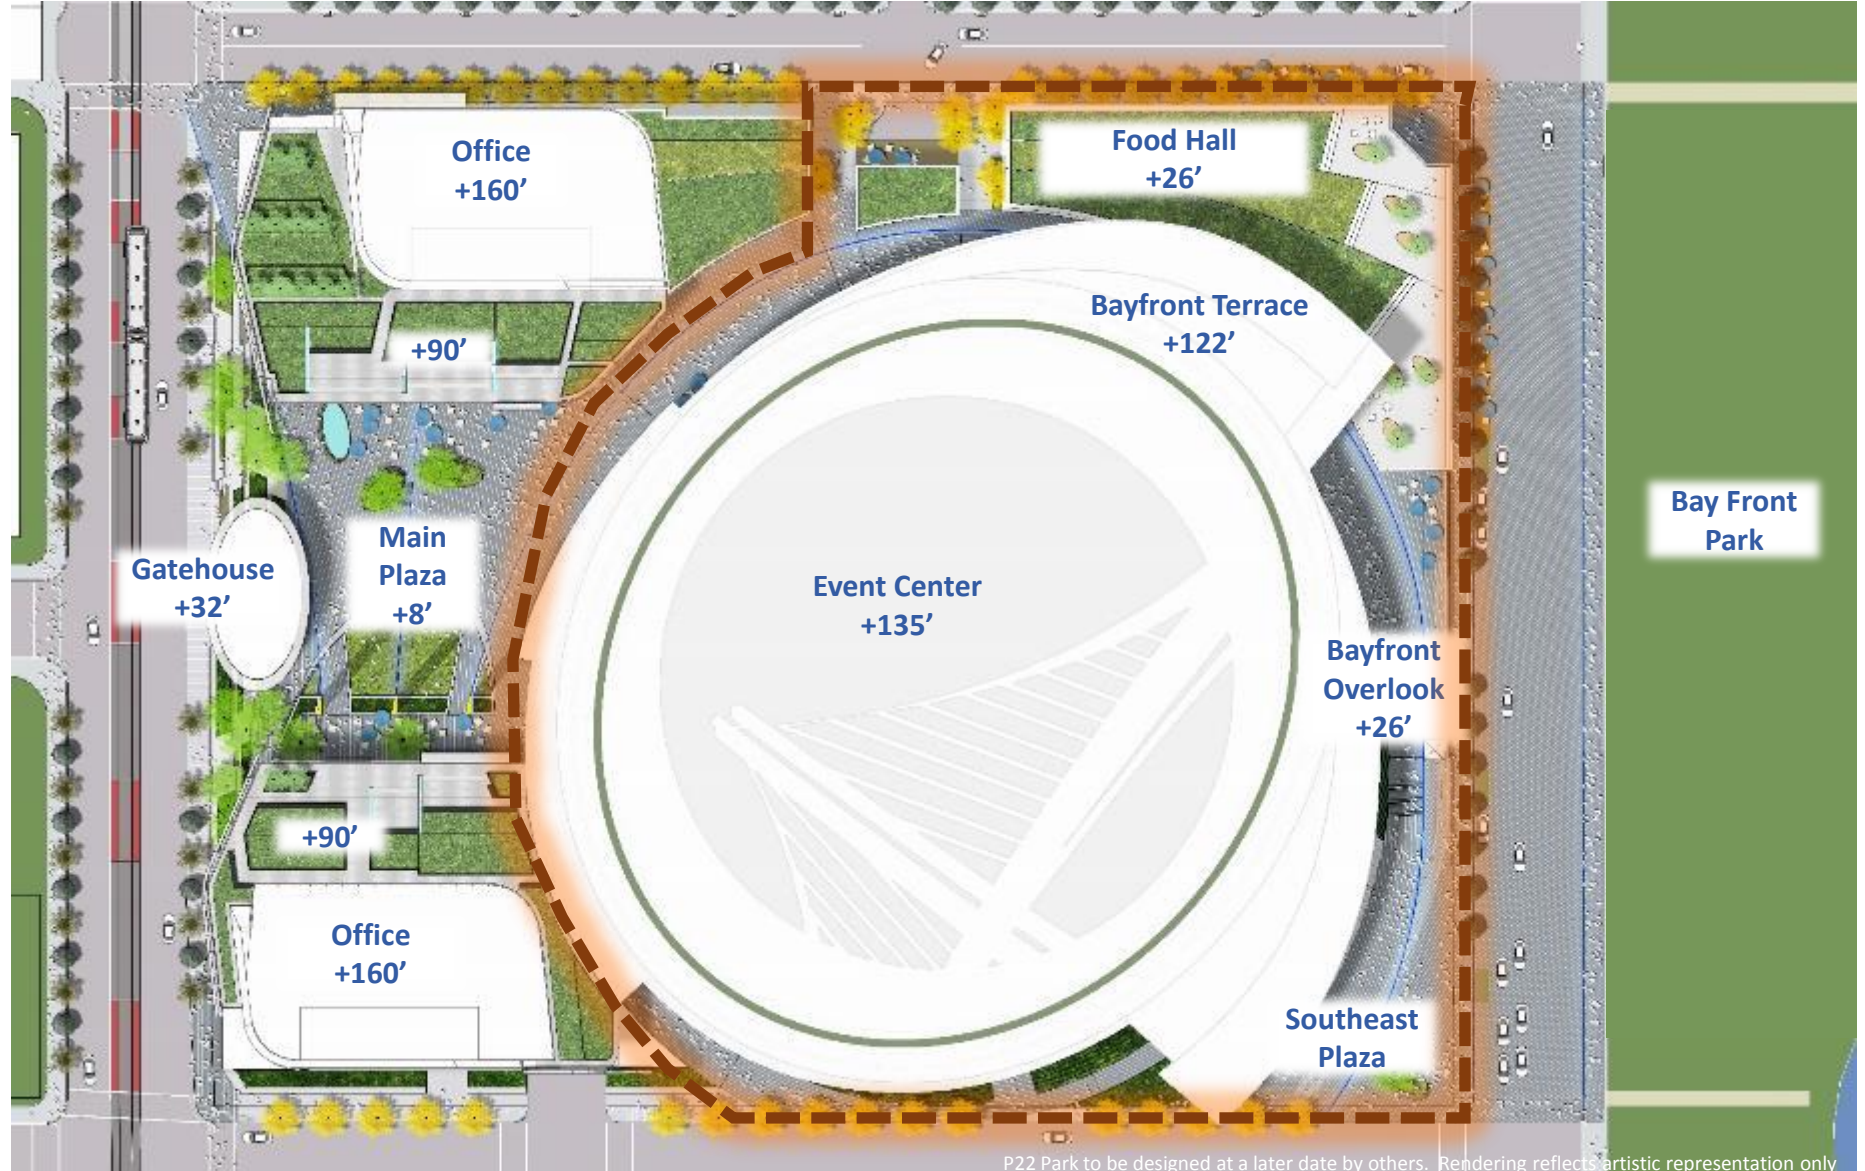 Office
+160’
Food Hall
+26’
Bayfront Terrace
+122’
+90’
Bay Front
Park
Main
Plaza
+8’
Gatehouse
+32’
Event Center
+135’
Bayfront
Overlook
+26’
+90’
Office
+160’
Southeast
Plaza
P22 Park to be designed at a later date by others. Rendering reflects artistic representation only